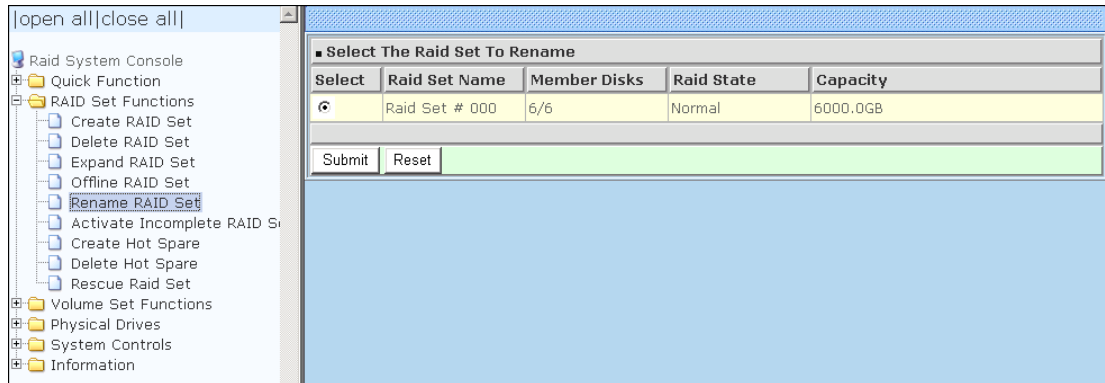 |open all|close all|
Raid System Console
Quick Function
RAID Set Functions
Create RAID Set
Delete RAID Set
Expand RAID Set
Offline RAID Set
Rename RAID Set
Activate Incomplete RAID
Create Hot Spare
Delete Hot Spare
Rescue Raid Set
Volume Set Functions
Physical Drives
System Controls
Information
Select The Raid Set To Rename
Select Raid Set Name Member Disks Raid State Capacity
Raid Set # 000 6/6 Normal 6000.0GB
Submit Reset